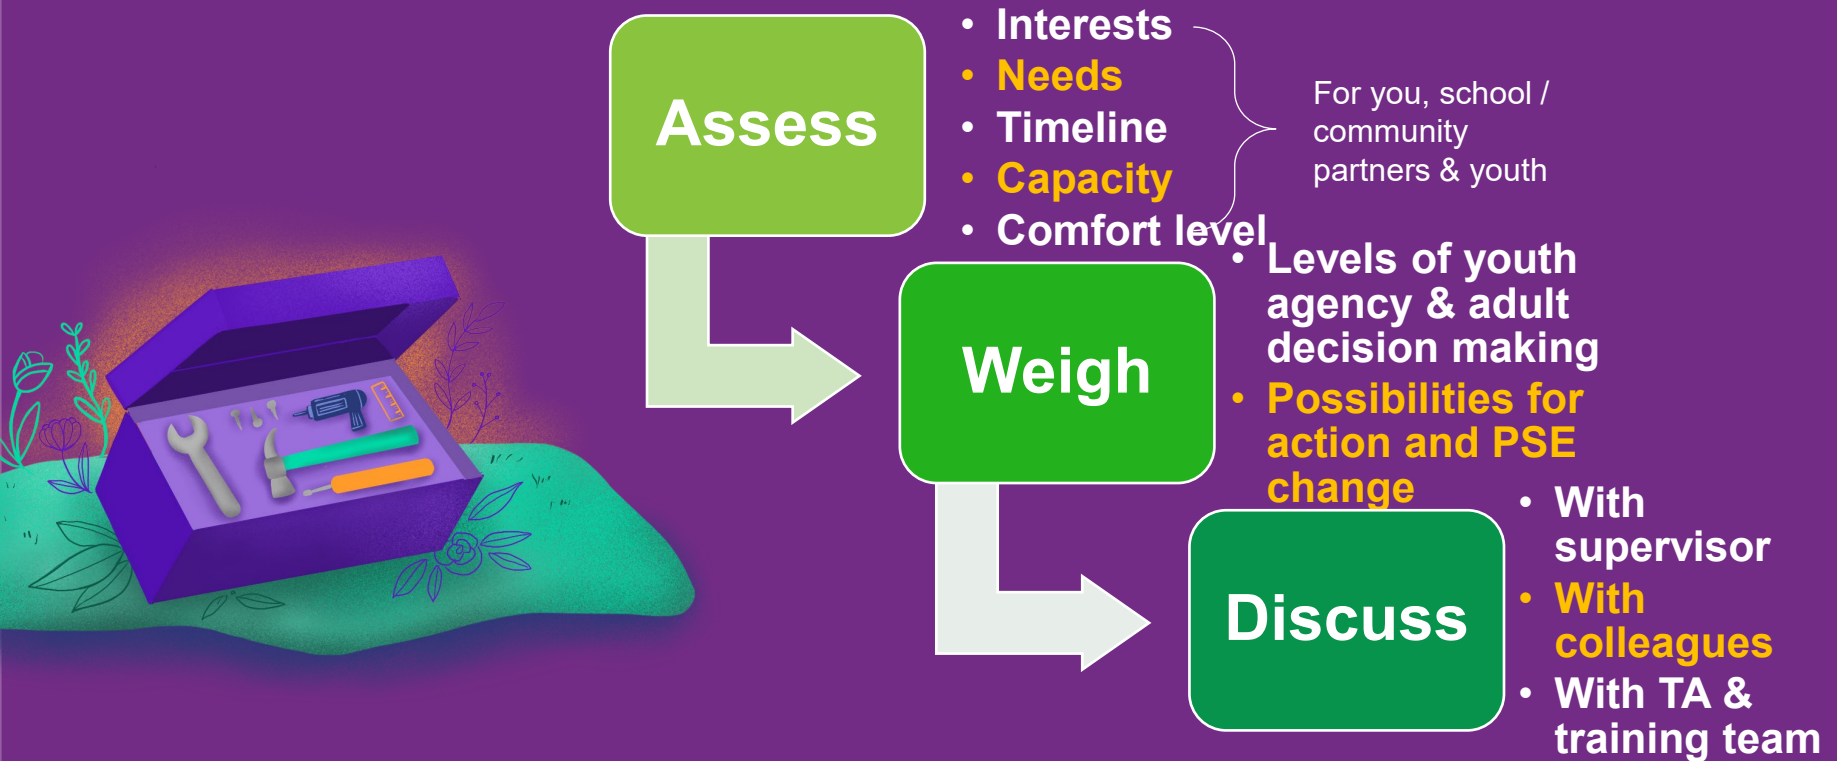 Assess
• Interests
• Needs
• Timeline
• Capacity
• Comfort level
For you, school /
community
partners & youth
Weigh
• Levels of youth
agency & adult
decision making
• Possibilities for
action and PSE
change
Discuss
• With
supervisor
• With
colleagues
• With TA &
training team